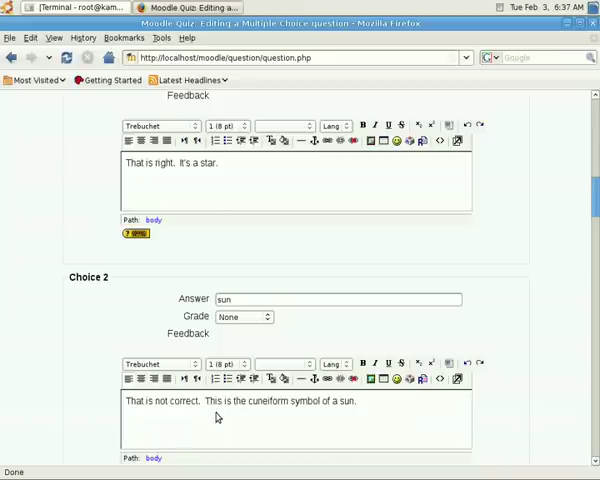 [Terminal - root@kam... Moodle Quiz: Editing a... Tue Feb 3, 6:37 AM
Moodle Quiz: Editing a Multiple Choice question - Mozilla Firefox
File Edit View History Bookmarks Tools Help
http://localhost/moodle/question/question.php Google
Most Visited Getting Started Latest Headlines
Feedback
Trebuchet 1 (8 pt) Lang B I U S
That is right. It's a star.
Path: body
Choice 2
Answer sun
Grade None
Feedback
Trebuchet 1 (8 pt) Lang B I U S
That is not correct. This is the cuneiform symbol of a sun.
Path: body
Done